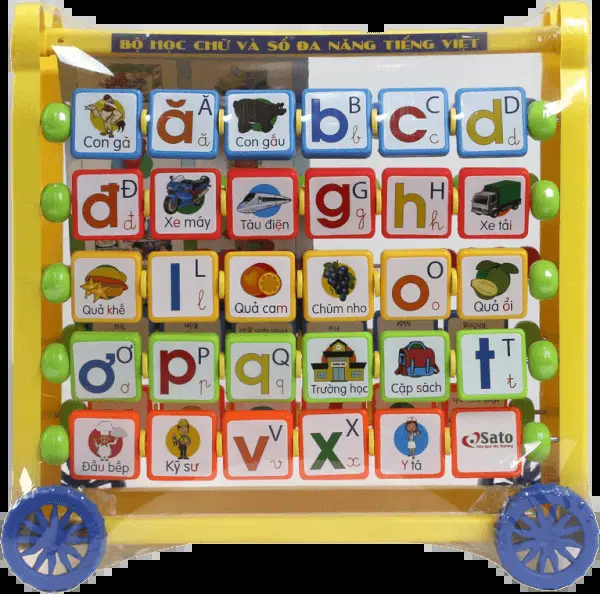 BỘ HỌC CHỮ VÀ SỐ ĐA NĂNG TIẾNG VIỆT
Con gà ă Ă ă Con gấu b B b c C c d D d
đ Đ đ Xe máy Tàu điện g G g h H h Xe tải
Quả khế l L l Quả cam Chùm nho o O o Quả ổi
ơ Ơ ơ p P p q Q q Trường học Cặp sách t T t
Đầu bếp Kỹ sư v V v x X x Y tá Sato